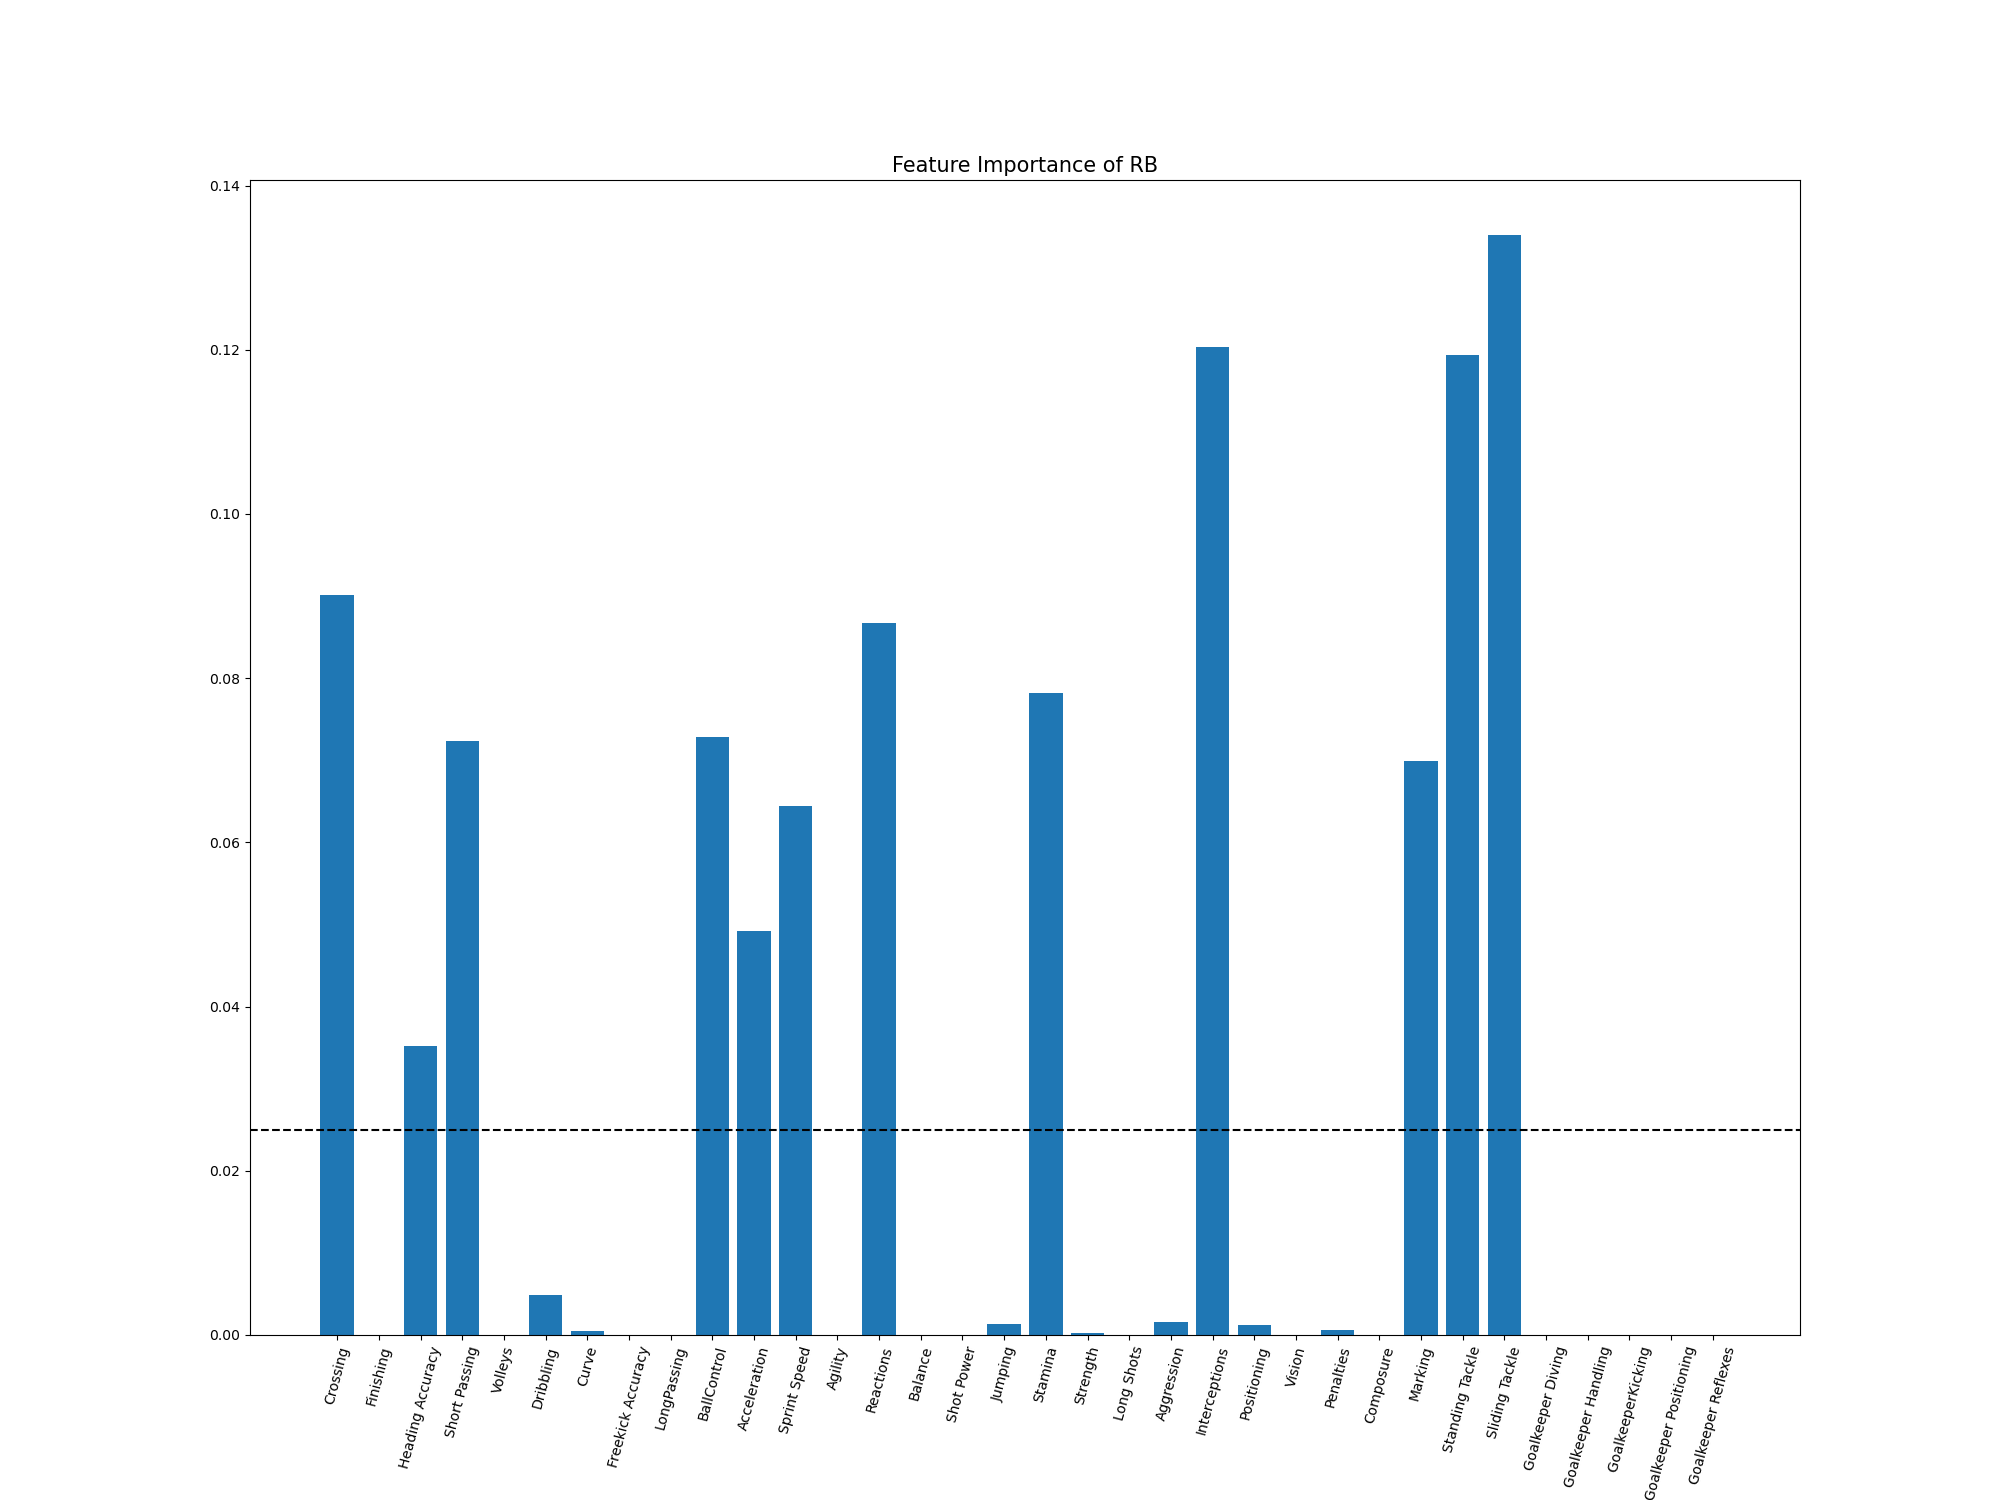 Feature Importance of RB
0.14
0.12
0.10
0.08
0.06
0.04
0.02
0.00
Crossing
Finishing
Heading Accuracy
Short Passing
Volleys
Dribbling
Curve
Freekick Accuracy
LongPassing
BallControl
Acceleration
Sprint Speed
Agility
Reactions
Balance
Shot Power
Jumping
Stamina
Strength
Long Shots
Aggression
Interceptions
Positioning
Vision
Penalties
Composure
Marking
Standing Tackle
Sliding Tackle
Goalkeeper Diving
Goalkeeper Handling
GoalkeeperKicking
Goalkeeper Positioning
Goalkeeper Reflexes